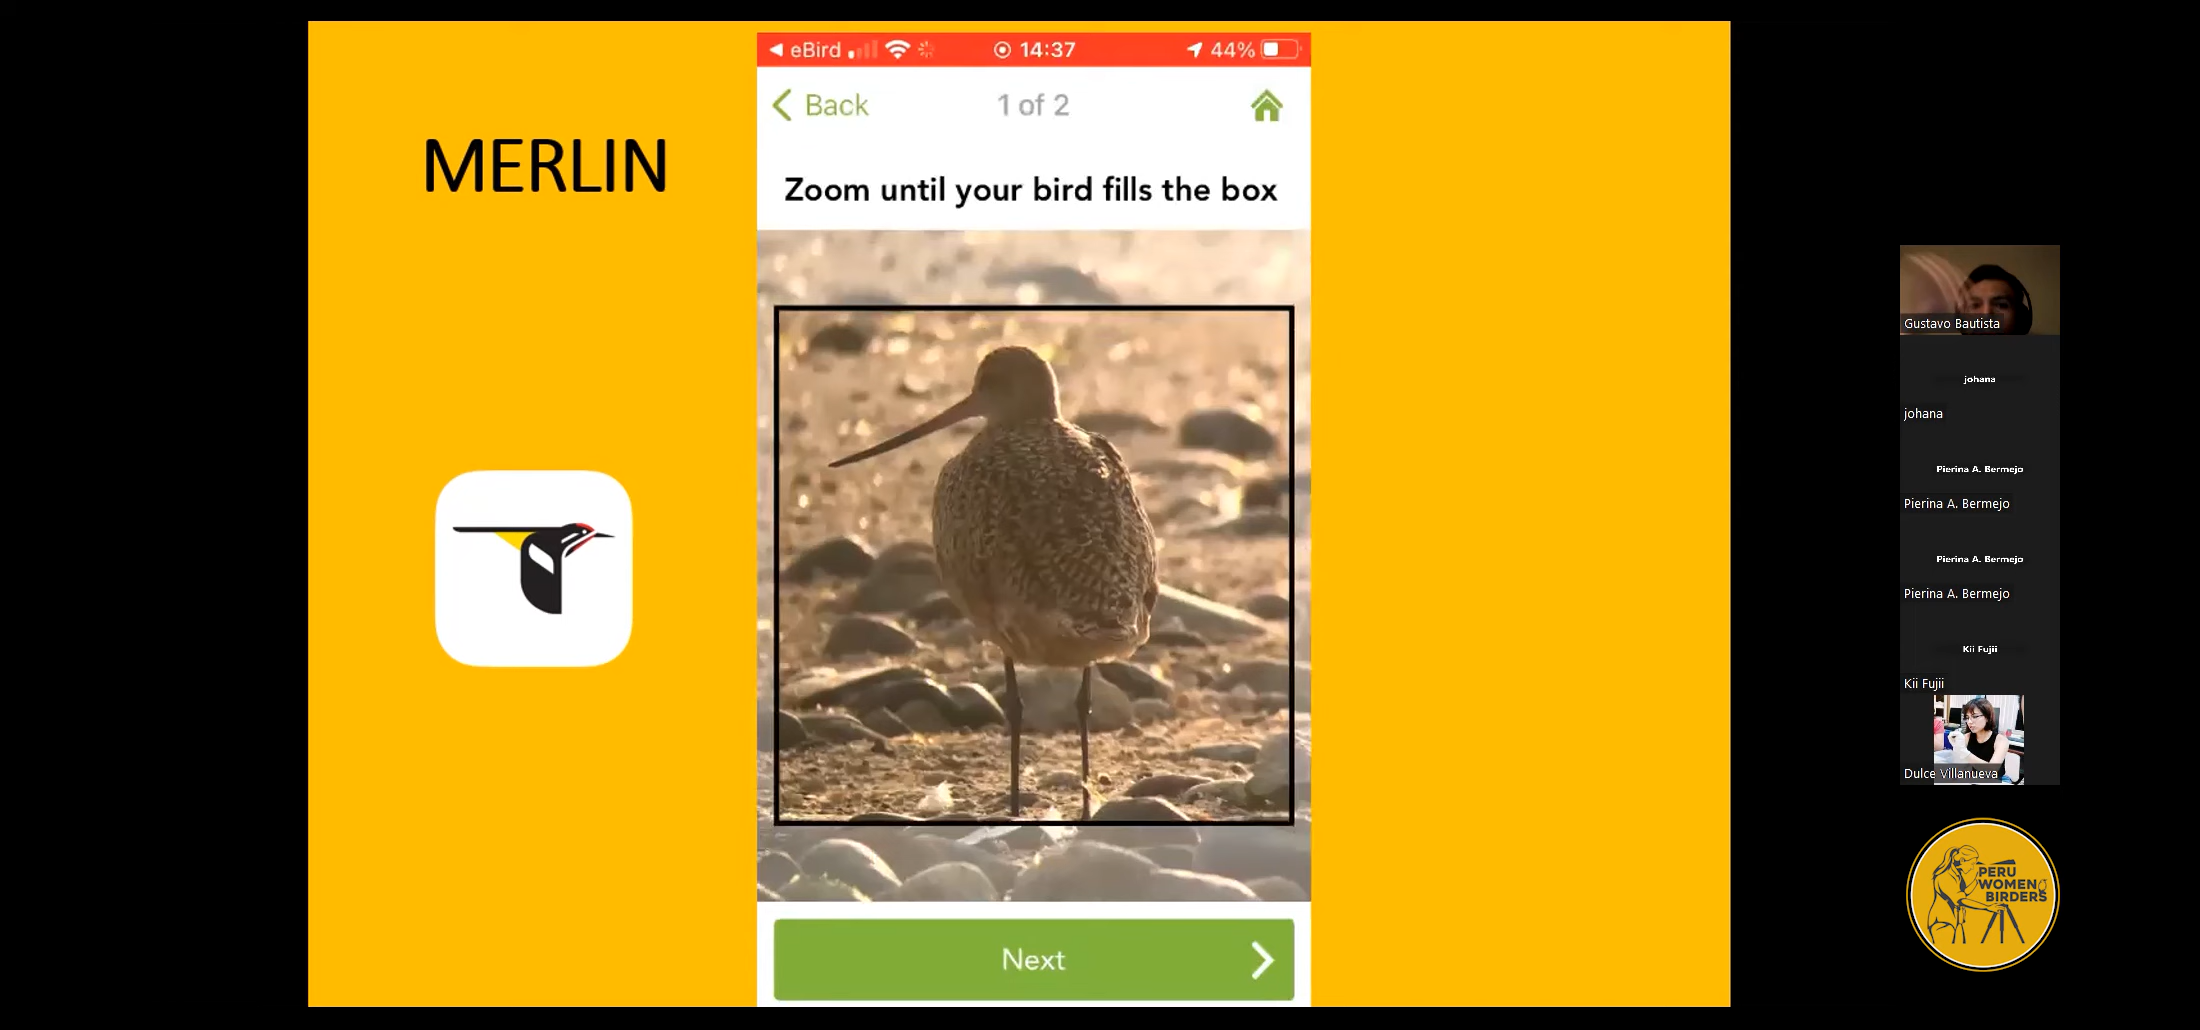 MERLIN
eBird
14:37
44%
Back
1 of 2
Zoom until your bird fills the box
Next
Gustavo Bautista
johana
johana
Pierina A. Bermejo
Pierina A. Bermejo
Pierina A. Bermejo
Pierina A. Bermejo
Kii Fujii
Kii Fujii
Dulce Villanueva
PERU
WOMEN
BIRDERS